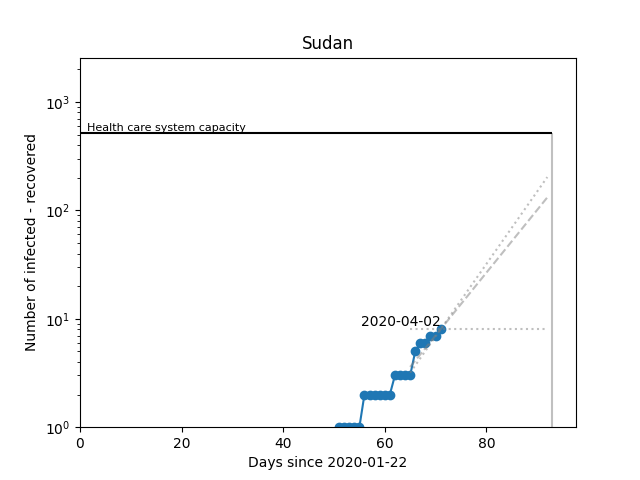 Sudan
Number of infected - recovered
10³
10²
10¹
10⁰
Health care system capacity
2020-04-02
0 20 40 60 80
Days since 2020-01-22